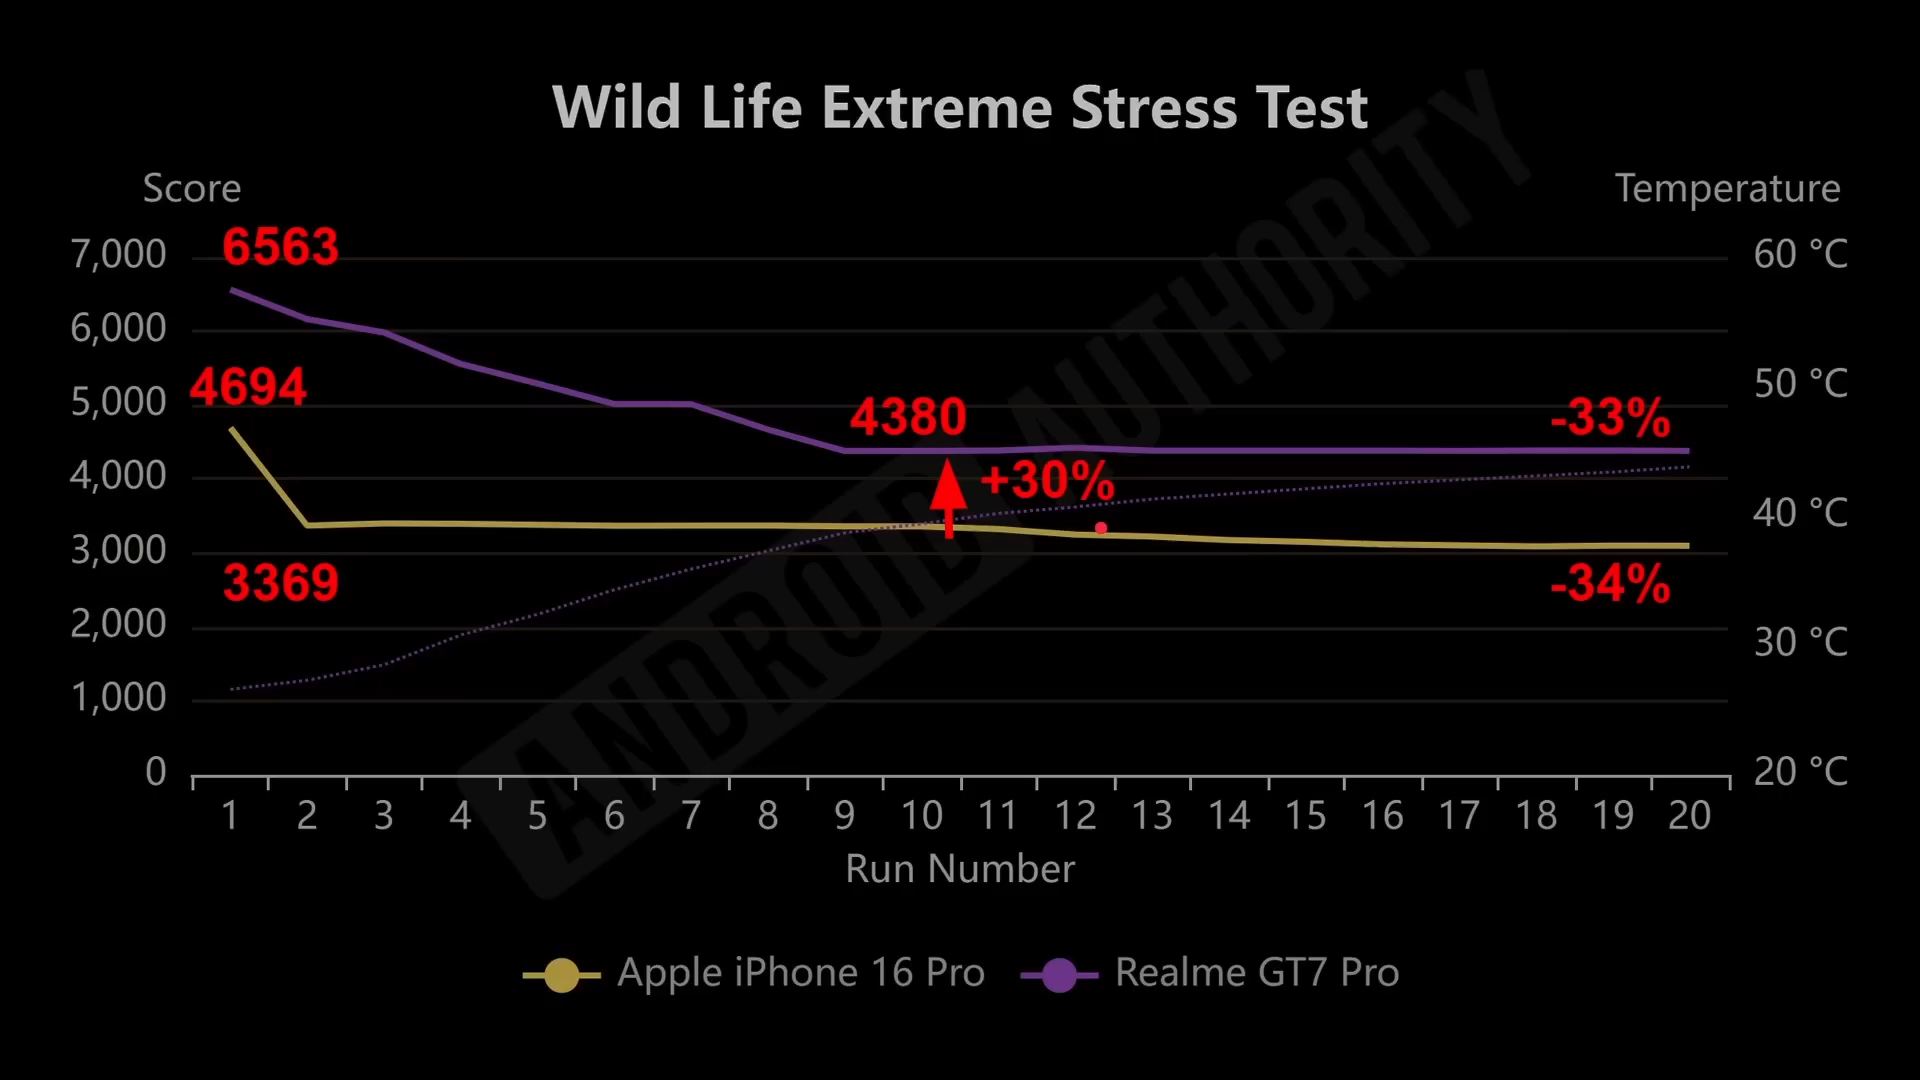 Wild Life Extreme Stress Test
Score
Temperature
7,000
6563
60 °C
6,000
4694
5,000
50 °C
4380
-33%
4,000
+30%
40 °C
3,000
3369
-34%
2,000
30 °C
1,000
0
20 °C
1 2 3 4 5 6 7 8 9 10 11 12 13 14 15 16 17 18 19 20
Run Number
Apple iPhone 16 Pro
Realme GT7 Pro
ANDROID AUTHORITY